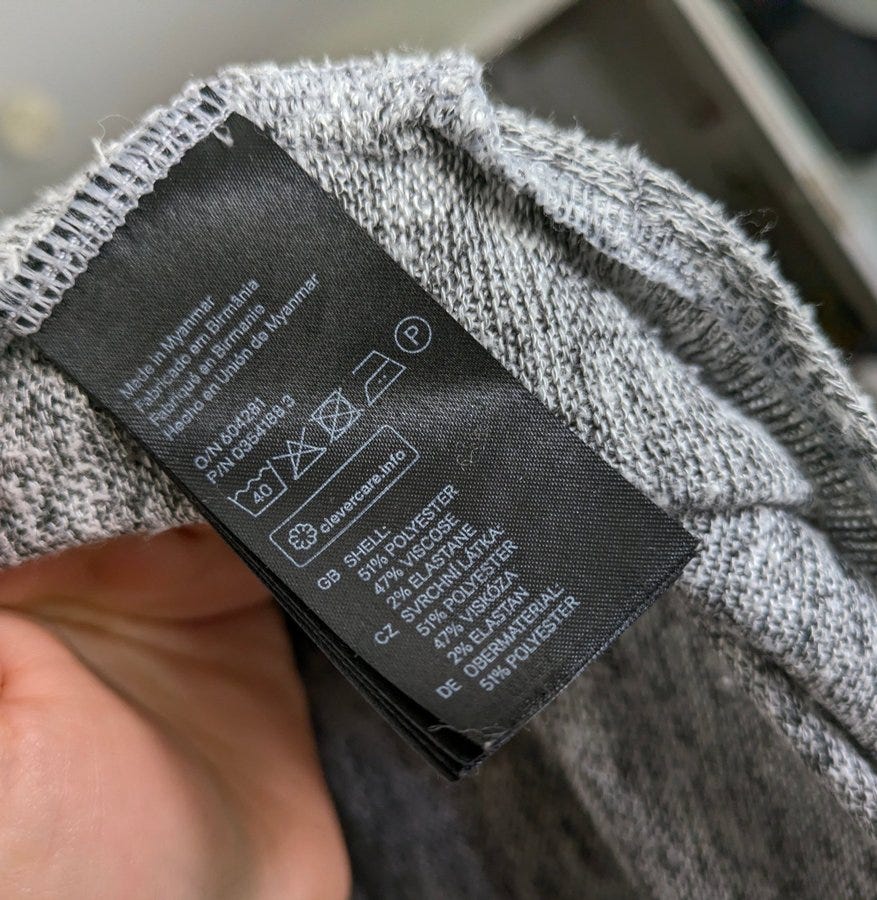 Made in Myanmar
Fabricado em Birmânia
Fabriqué en Birmanie
Hecho en Unión de Myanmar
O/N 604281
P/N 0354188 3
40 P
clevercare.info
GB SHELL:
51% POLYESTER
47% VISCOSE
2% ELASTANE
CZ SVRCHNÍ LÁTKA:
51% POLYESTER
47% VISKÓZA
2% ELASTAN
DE OBERMATERIAL:
51% POLYESTER